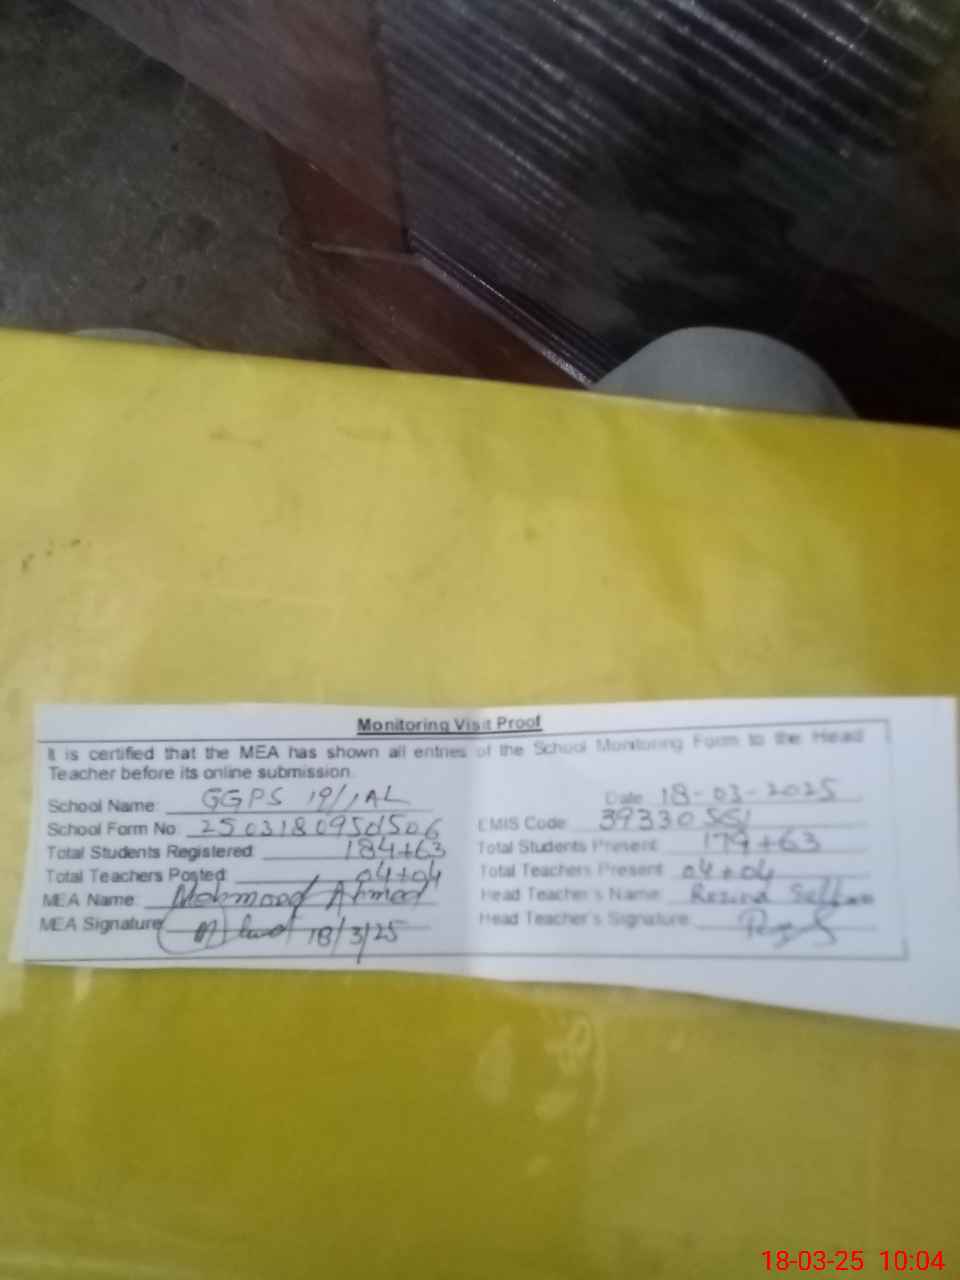 Monitoring Visit Proof
It is certified that the MEA has shown all entries of the School Monitoring Form to the Head
Teacher before its online submission.
School Name: GGPS 19/1AL Date 18-03-2025
School Form No: EMIS Code: 39330551
Total Students Registered: 184+63 Total Students Present: 179+63
Total Teachers Posted: 04+04 Total Teachers Present: 04+04
MEA Name: Mehmood Ahmed Head Teacher's Name:
MEA Signature 18/3/25 Head Teacher's Signature:
18-03-25 10:04